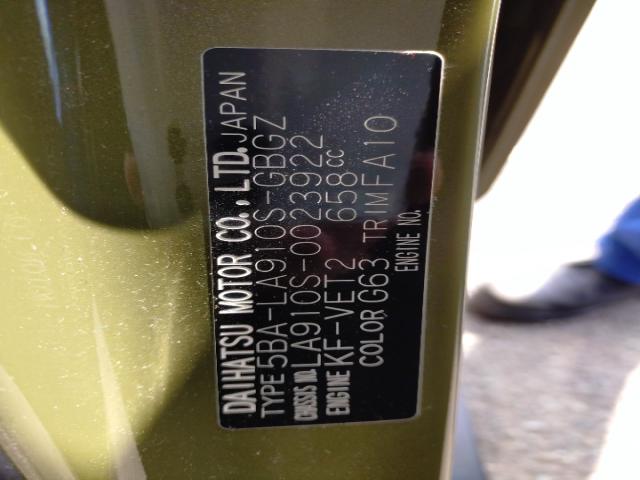 DAIHATSU MOTOR CO., LTD. JAPAN
TYPE 5BA-LA910S-GBGZ
CHASSIS NO. LA910S-0023922
ENGINE KF-VET2 658cc
COLOR G63 TRIM FA10
ENGINE NO.